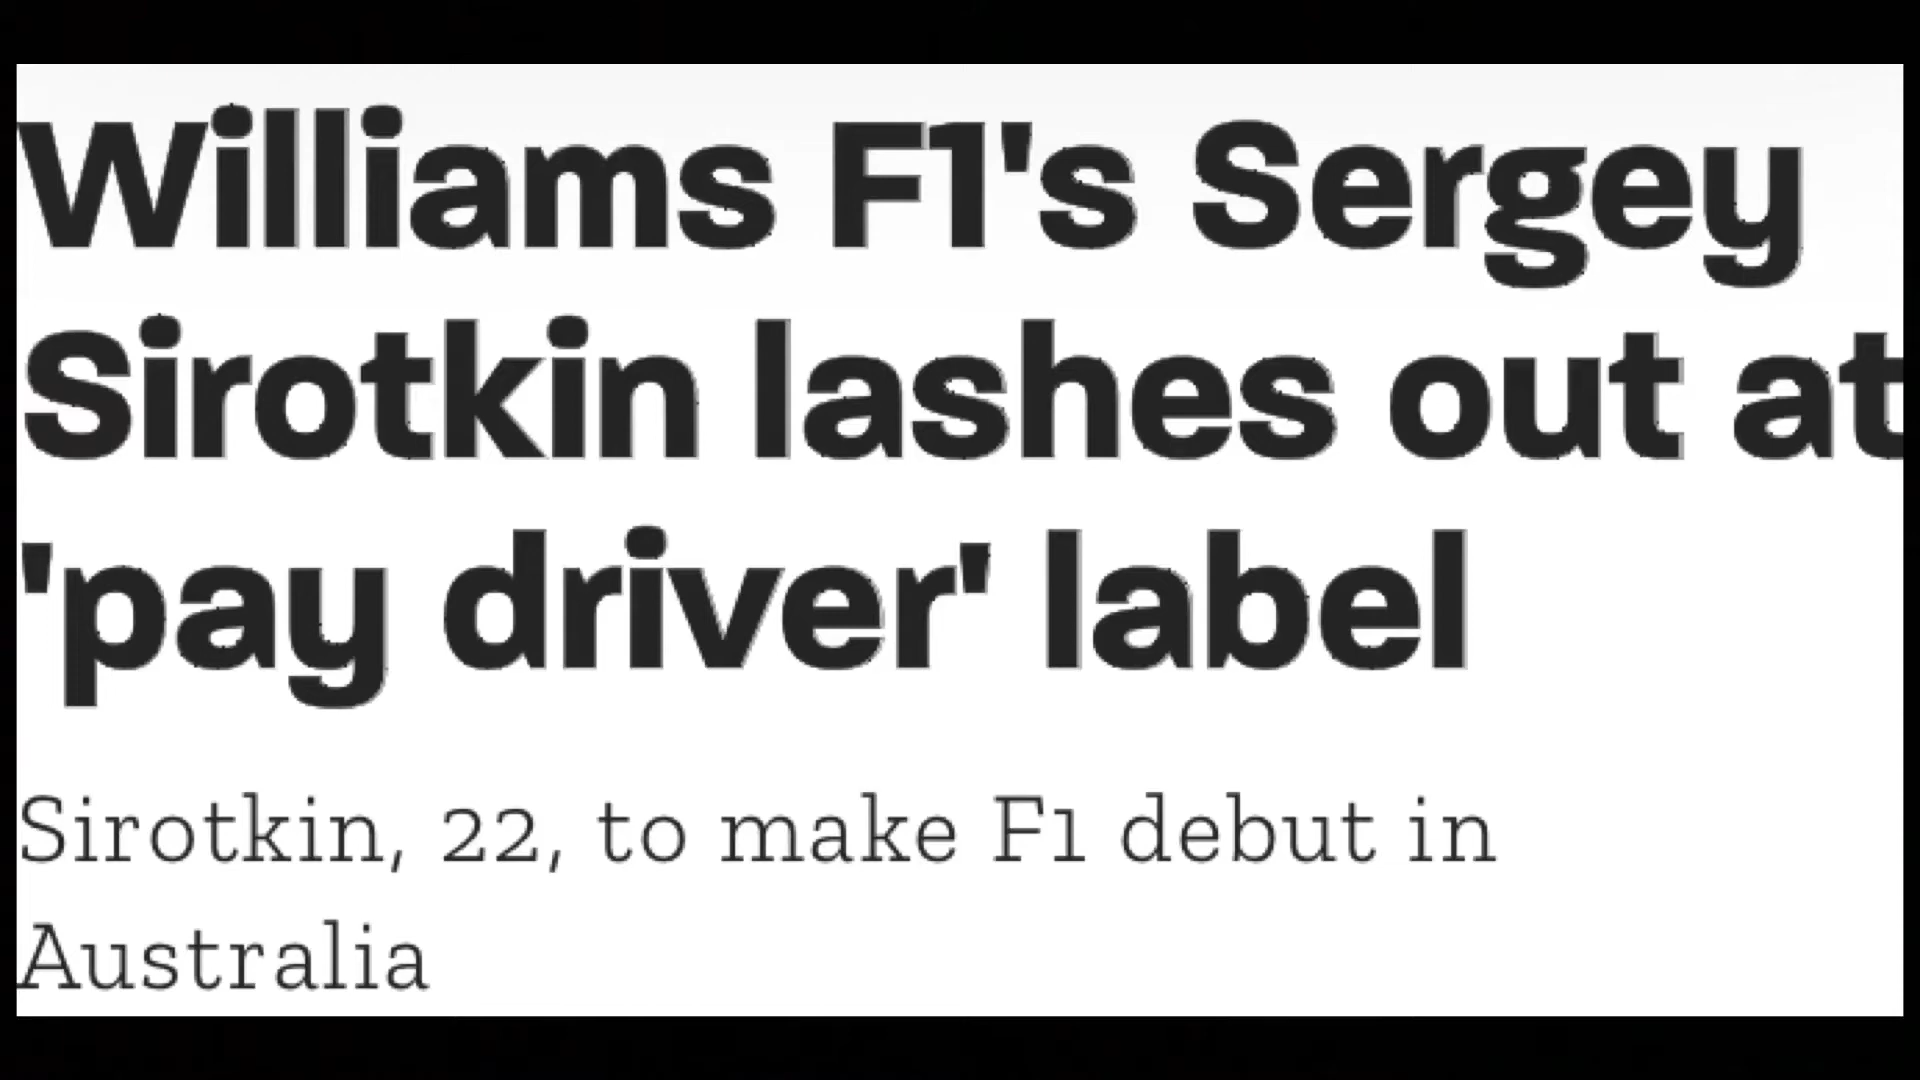 Williams F1's Sergey
Sirotkin lashes out at
'pay driver' label
Sirotkin, 22, to make F1 debut in
Australia